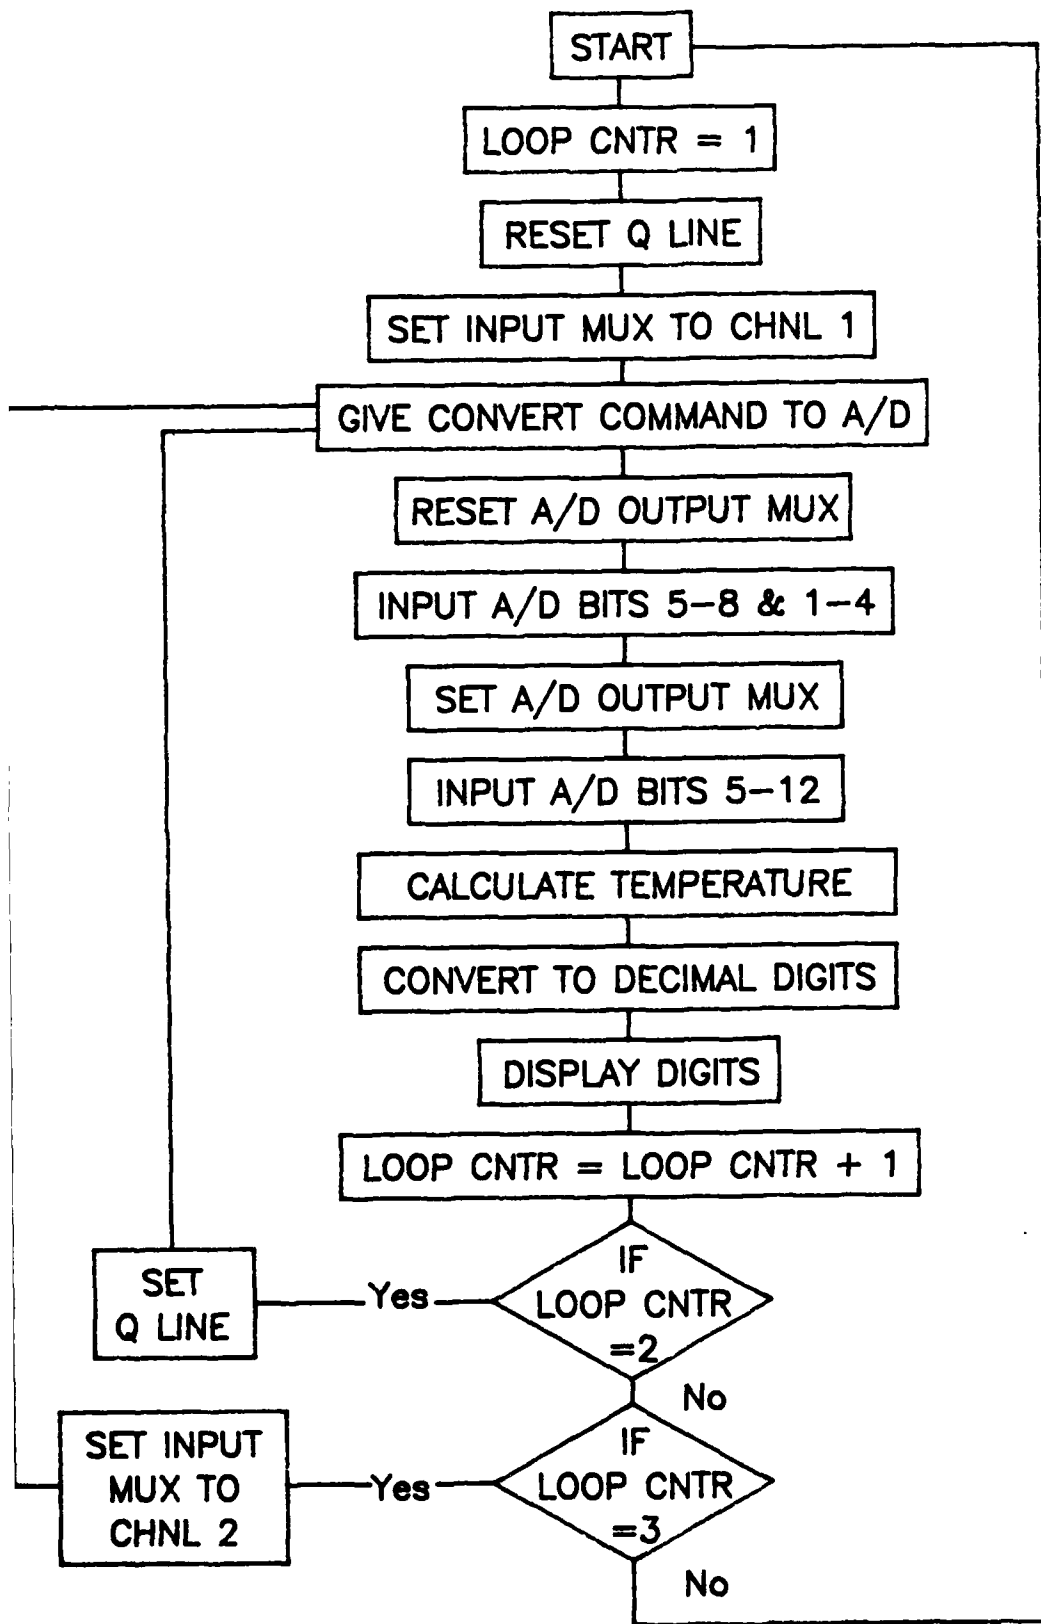 START
LOOP CNTR = 1
RESET Q LINE
SET INPUT MUX TO CHNL 1
GIVE CONVERT COMMAND TO A/D
RESET A/D OUTPUT MUX
INPUT A/D BITS 5-8 & 1-4
SET A/D OUTPUT MUX
INPUT A/D BITS 5-12
CALCULATE TEMPERATURE
CONVERT TO DECIMAL DIGITS
DISPLAY DIGITS
LOOP CNTR = LOOP CNTR + 1
IF
LOOP CNTR
=2
Yes
SET
Q LINE
No
IF
LOOP CNTR
=3
Yes
SET INPUT
MUX TO
CHNL 2
No